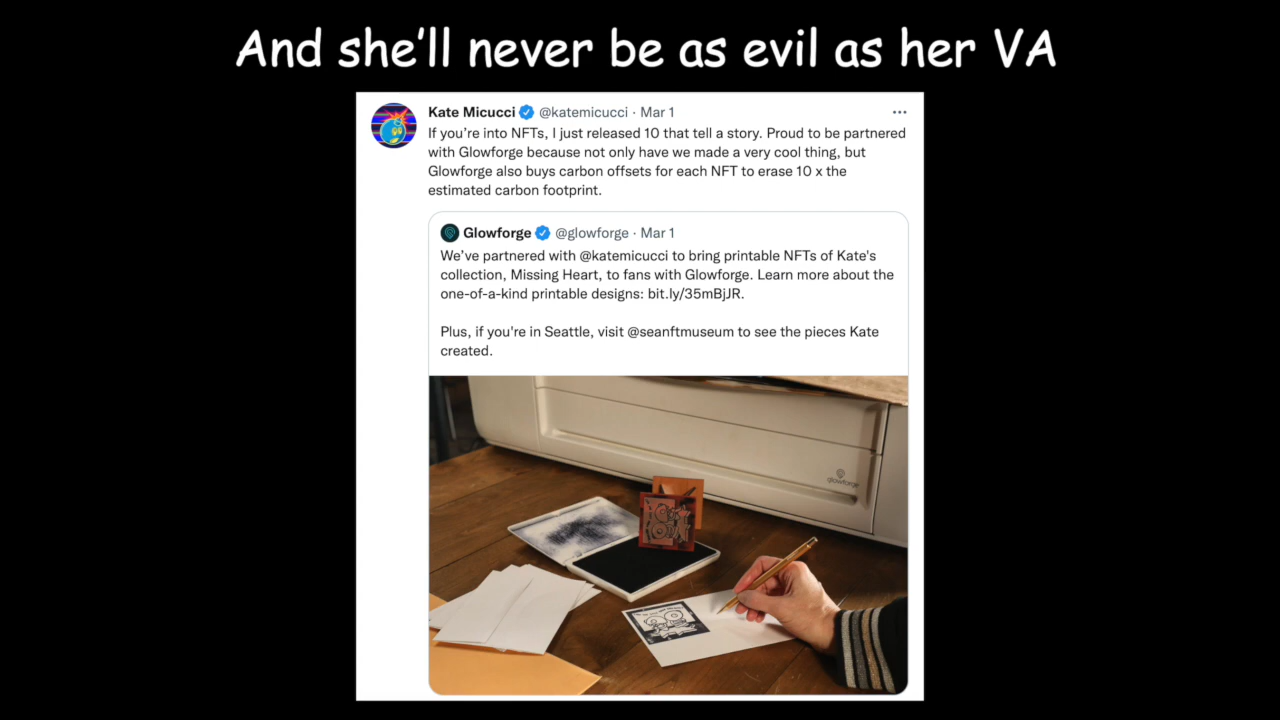 And she'll never be as evil as her VA
Kate Micucci @katemicucci · Mar 1
If you're into NFTs, I just released 10 that tell a story. Proud to be partnered
with Glowforge because not only have we made a very cool thing, but
Glowforge also buys carbon offsets for each NFT to erase 10 x the
estimated carbon footprint.
Glowforge @glowforge · Mar 1
We've partnered with @katemicucci to bring printable NFTs of Kate's
collection, Missing Heart, to fans with Glowforge. Learn more about the
one-of-a-kind printable designs: bit.ly/35mBjJR.
Plus, if you're in Seattle, visit @seanftmuseum to see the pieces Kate
created.
glowforge